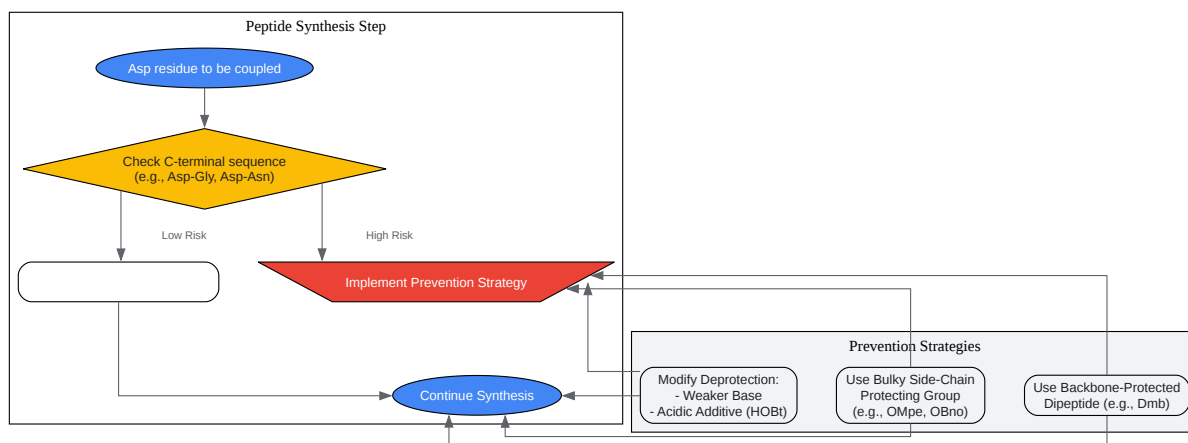 Peptide Synthesis Step
Asp residue to be coupled
Check C-terminal sequence
(e.g., Asp-Gly, Asp-Asn)
Low Risk
High Risk
Implement Prevention Strategy
Continue Synthesis
Prevention Strategies
Modify Deprotection:
- Weaker Base
- Acidic Additive (HOBt)
Use Bulky Side-Chain
Protecting Group
(e.g., OMpe, OBno)
Use Backbone-Protected
Dipeptide (e.g., Dmb)